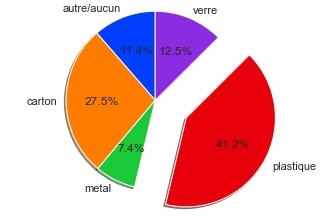 autre/aucun
verre
11.4%
12.5%
carton
27.5%
7.4%
41.2%
plastique
metal